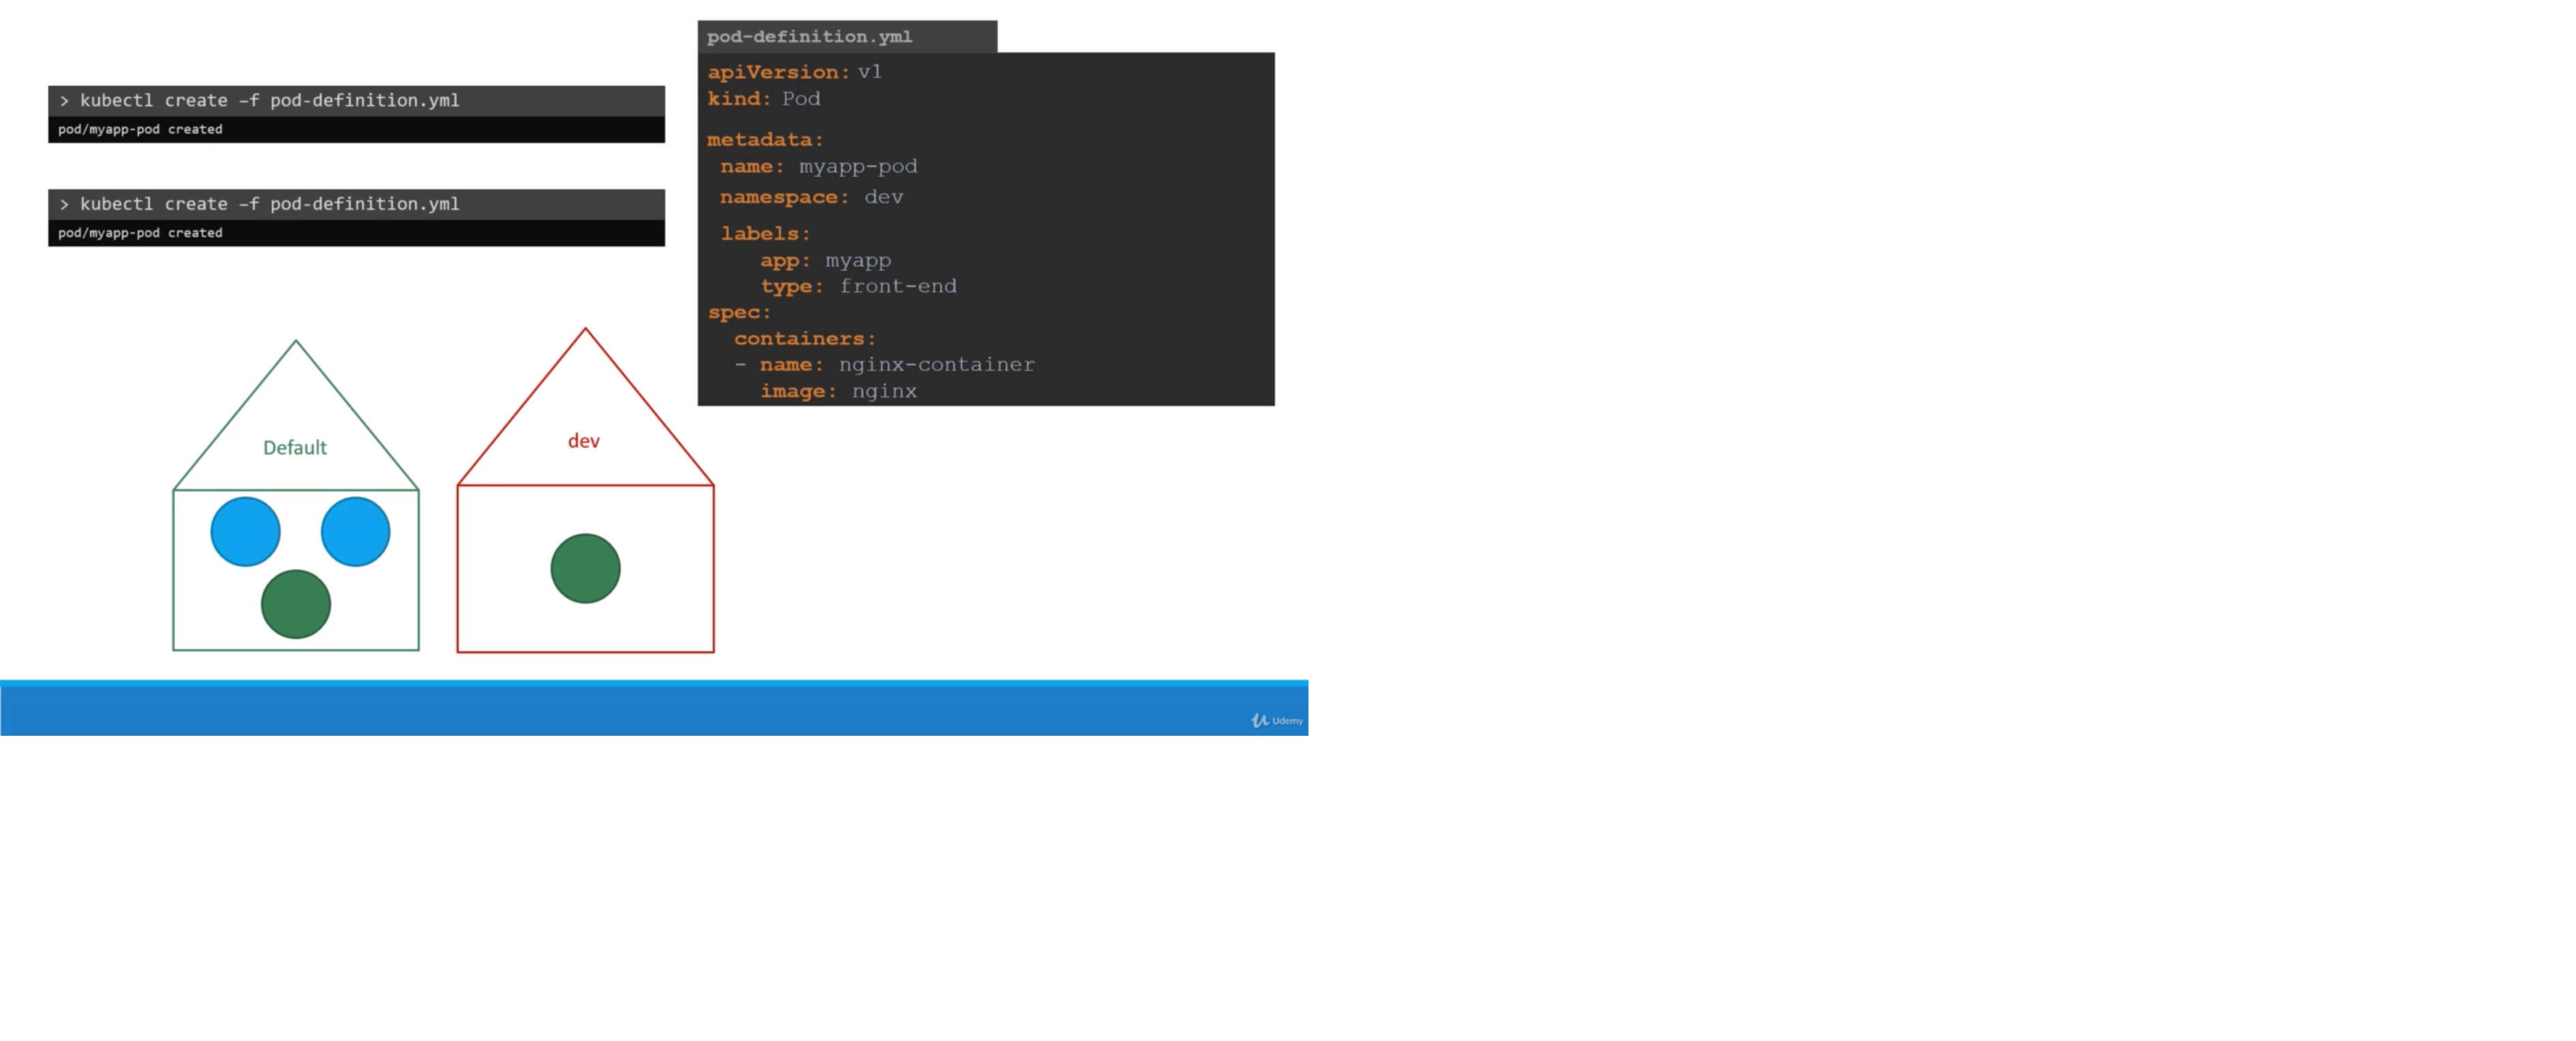 > kubectl create –f pod-definition.yml
pod/myapp-pod created
> kubectl create –f pod-definition.yml
pod/myapp-pod created
pod-definition.yml
apiVersion: v1
kind: Pod
metadata:
name: myapp-pod
namespace: dev
labels:
app: myapp
type: front-end
spec:
containers:
- name: nginx-container
image: nginx
Default
dev
Udemy